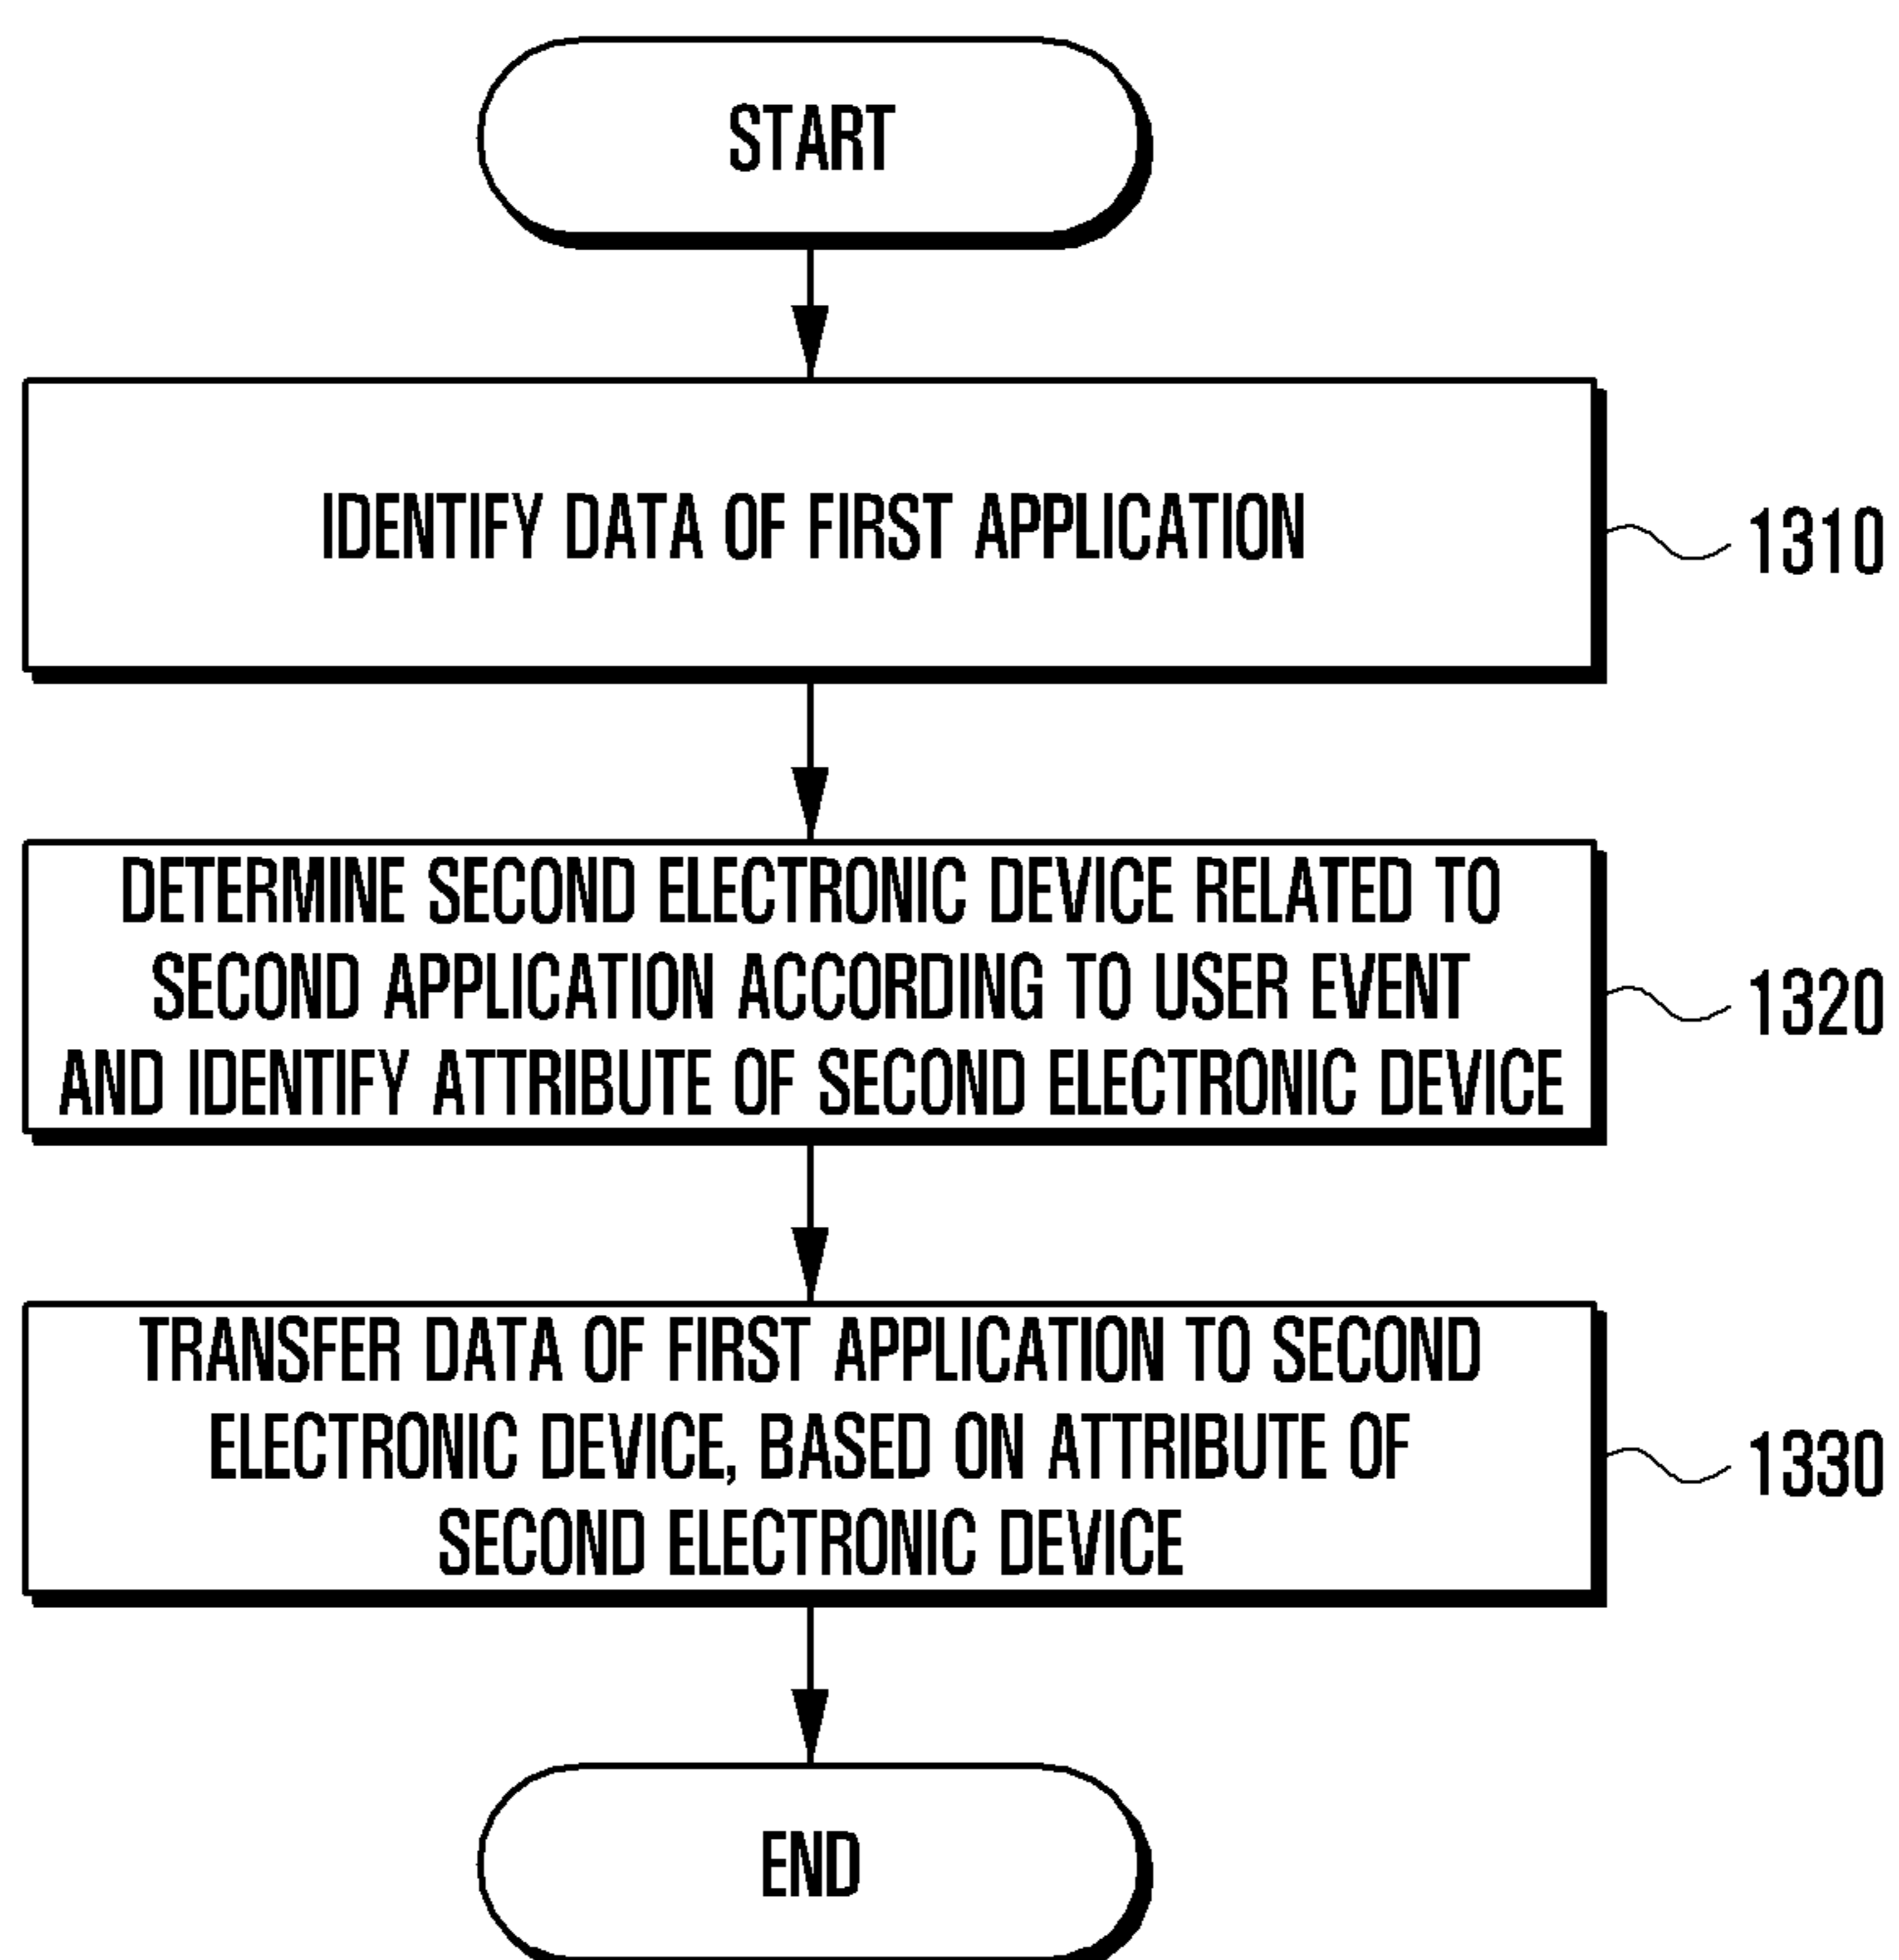 START
IDENTIFY DATA OF FIRST APPLICATION
1310
DETERMINE SECOND ELECTRONIC DEVICE RELATED TO
SECOND APPLICATION ACCORDING TO USER EVENT
AND IDENTIFY ATTRIBUTE OF SECOND ELECTRONIC DEVICE
1320
TRANSFER DATA OF FIRST APPLICATION TO SECOND
ELECTRONIC DEVICE, BASED ON ATTRIBUTE OF
SECOND ELECTRONIC DEVICE
1330
END